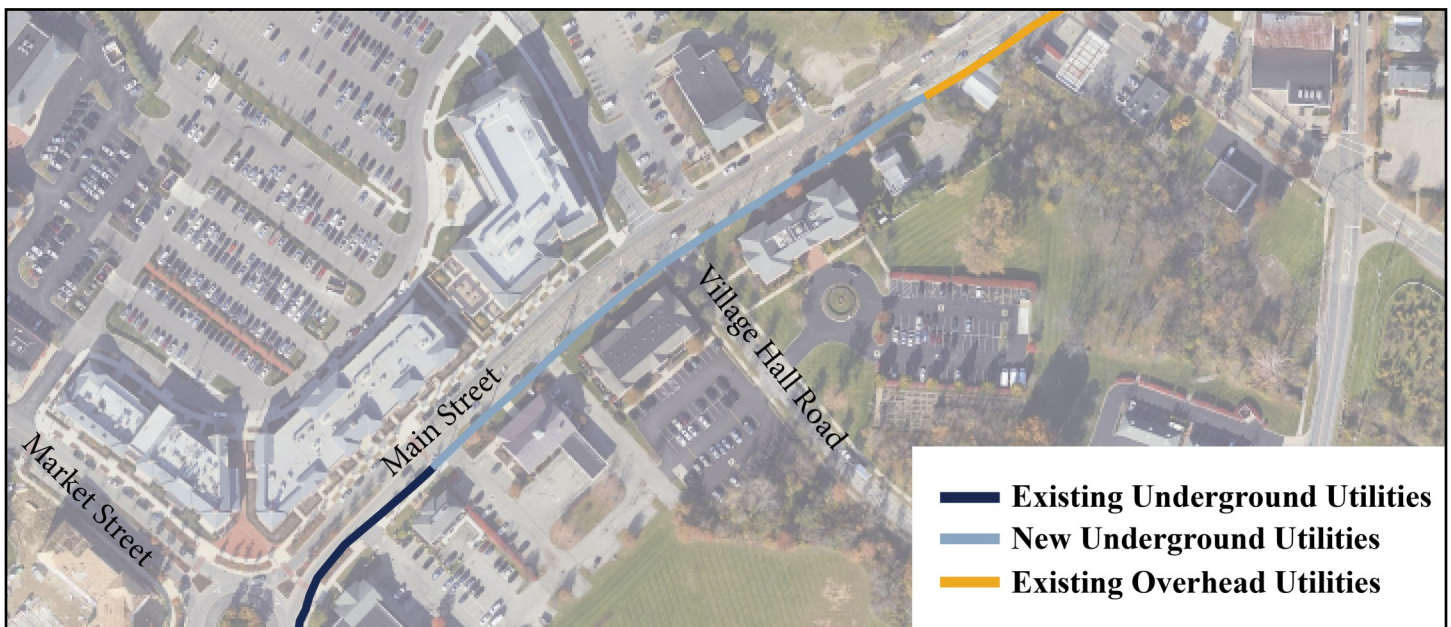 Main Street
Village Hall Road
Market Street
Existing Underground Utilities
New Underground Utilities
Existing Overhead Utilities